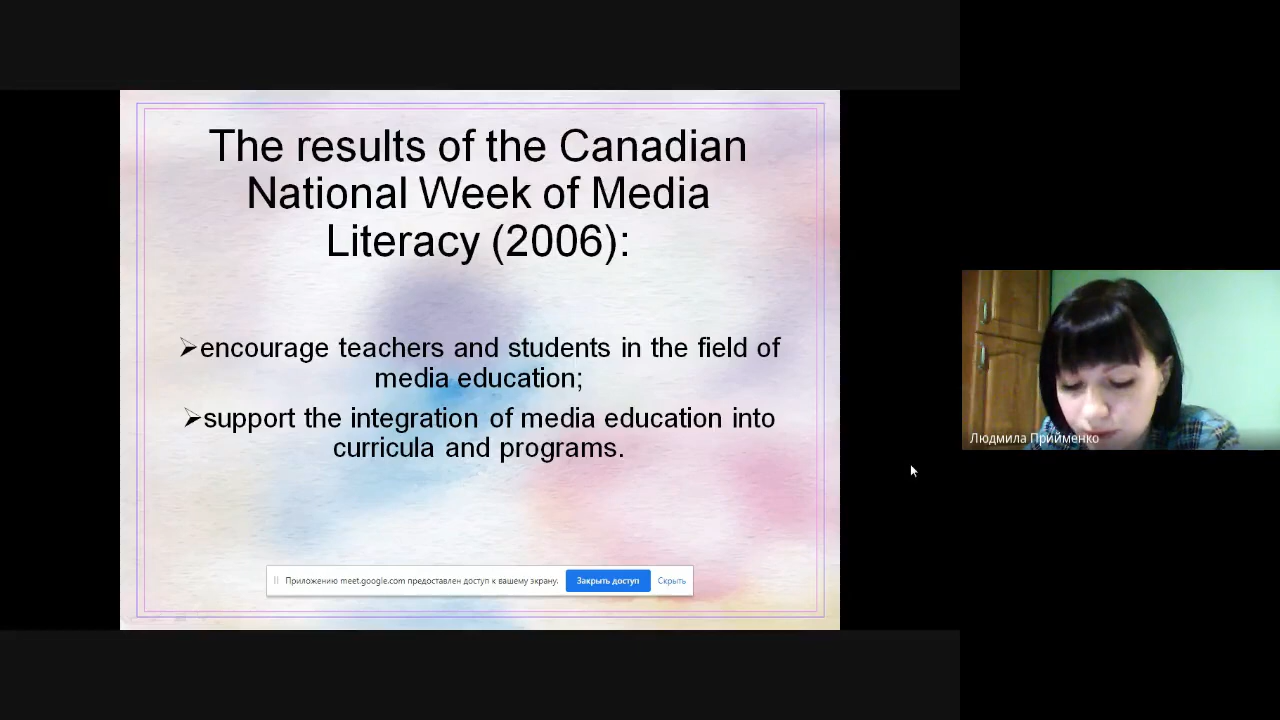 The results of the Canadian
National Week of Media
Literacy (2006):
➢encourage teachers and students in the field of
media education;
➢support the integration of media education into
curricula and programs.
Приложению meet.google.com предоставлен доступ к вашему экрану. Закрыть доступ Скрыть
Людмила Прийменко